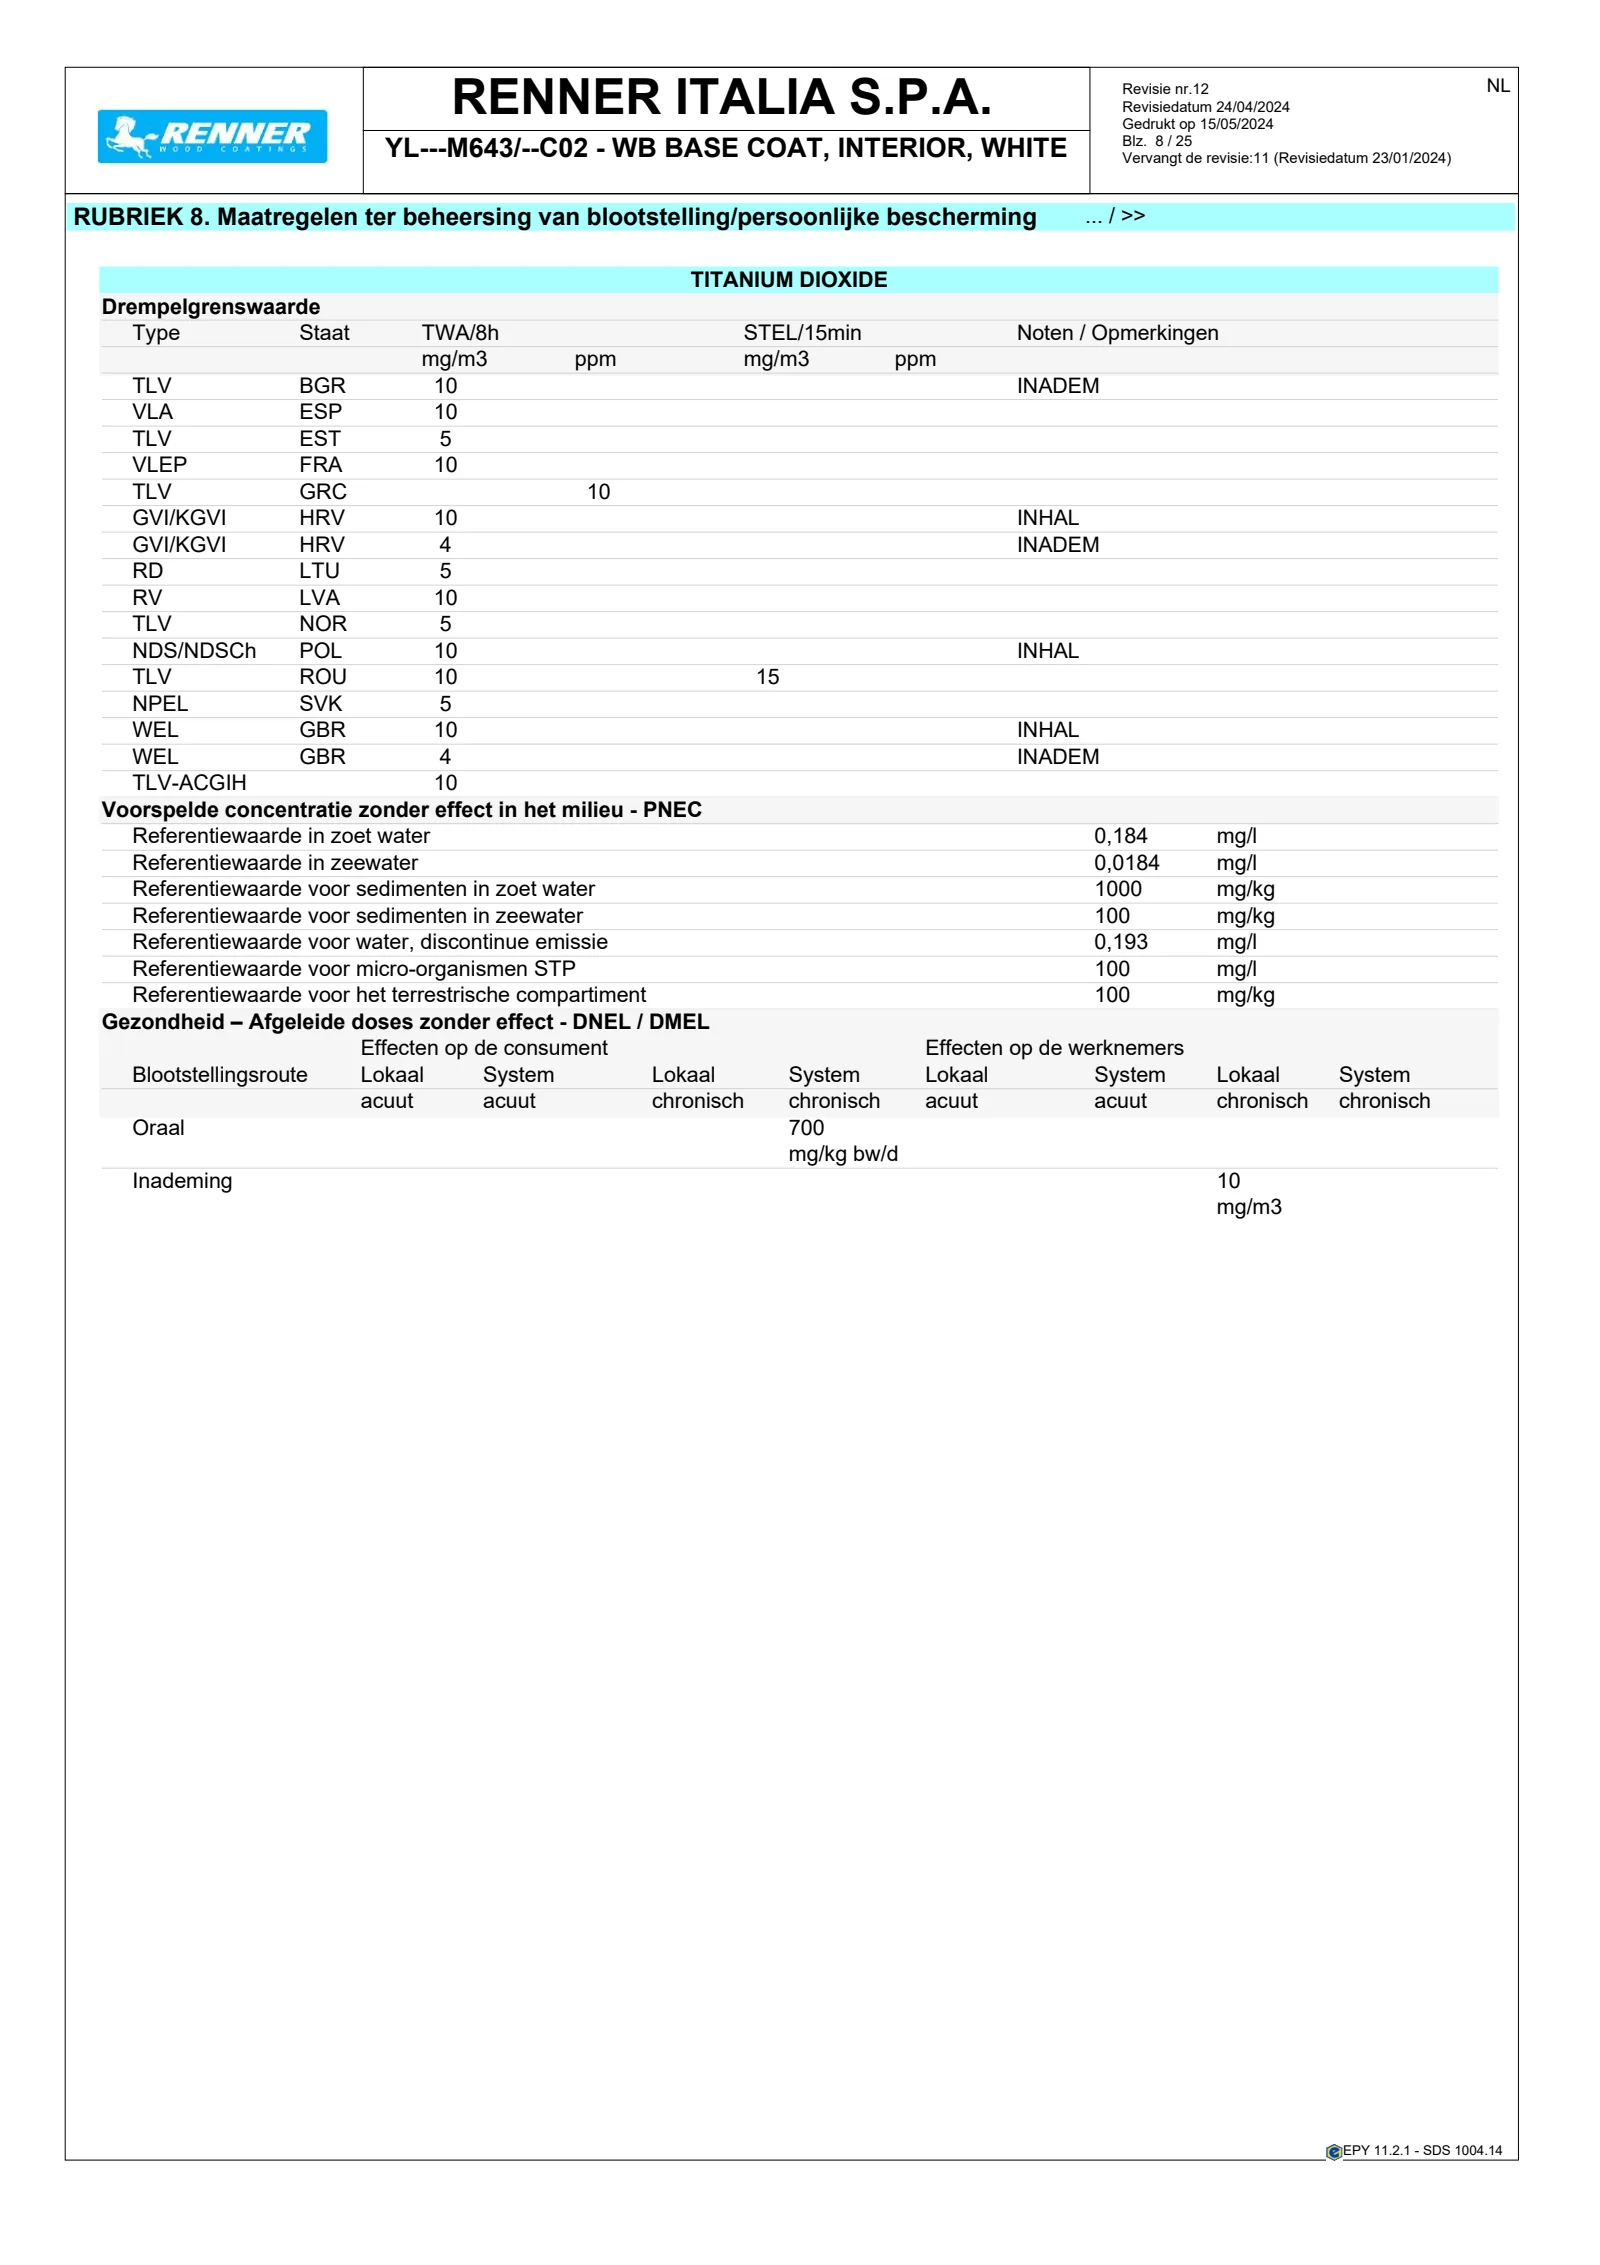 RENNER
WOOD COATINGS
RENNER ITALIA S.P.A.
YL---M643/--C02 - WB BASE COAT, INTERIOR, WHITE
Revisie nr.12
Revisiedatum 24/04/2024
Gedrukt op 15/05/2024
Blz. 8 / 25
Vervangt de revisie:11 (Revisiedatum 23/01/2024)
NL
RUBRIEK 8. Maatregelen ter beheersing van blootstelling/persoonlijke bescherming ... / >>
TITANIUM DIOXIDE
Drempelgrenswaarde
Type Staat TWA/8h STEL/15min Noten / Opmerkingen
mg/m3 ppm mg/m3 ppm
TLV BGR 10 INADEM
VLA ESP 10
TLV EST 5
VLEP FRA 10
TLV GRC 10
GVI/KGVI HRV 10 INHAL
GVI/KGVI HRV 4 INADEM
RD LTU 5
RV LVA 10
TLV NOR 5
NDS/NDSCh POL 10 INHAL
TLV ROU 10 15
NPEL SVK 5
WEL GBR 10 INHAL
WEL GBR 4 INADEM
TLV-ACGIH 10
Voorspelde concentratie zonder effect in het milieu - PNEC
Referentiewaarde in zoet water 0,184 mg/l
Referentiewaarde in zeewater 0,0184 mg/l
Referentiewaarde voor sedimenten in zoet water 1000 mg/kg
Referentiewaarde voor sedimenten in zeewater 100 mg/kg
Referentiewaarde voor water, discontinue emissie 0,193 mg/l
Referentiewaarde voor micro-organismen STP 100 mg/l
Referentiewaarde voor het terrestrische compartiment 100 mg/kg
Gezondheid – Afgeleide doses zonder effect - DNEL / DMEL
Effecten op de consument Effecten op de werknemers
Blootstellingsroute Lokaal System Lokaal System Lokaal System Lokaal System
acuut acuut chronisch chronisch acuut acuut chronisch chronisch
Oraal 700
mg/kg bw/d
Inademing 10
mg/m3
EPY 11.2.1 - SDS 1004.14